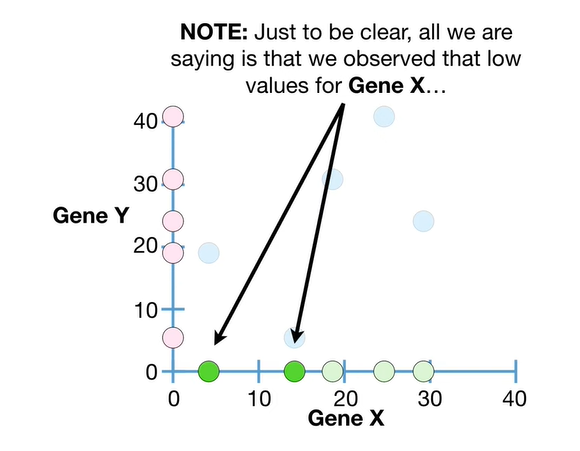 NOTE: Just to be clear, all we are
saying is that we observed that low
values for Gene X...
40
30
Gene Y
20
10
0
0 10 20 30 40
Gene X